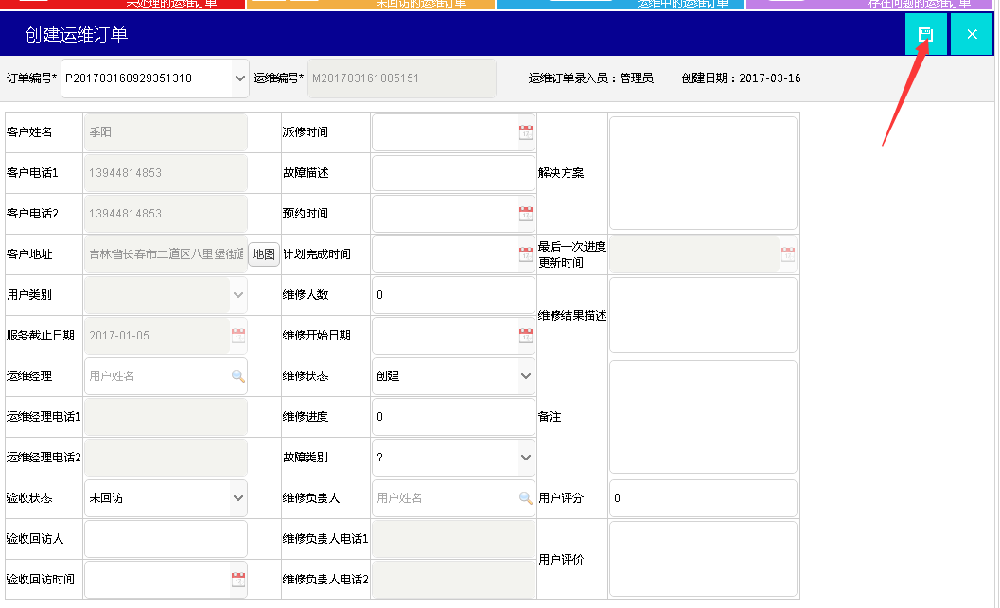 未处理的运维订单 未回访的运维订单 运维中的运维订单 存在问题的运维订单
创建运维订单
订单编号* P201703160929351310 运维编号* M201703161005151 运维订单录入员：管理员 创建日期：2017-03-16
客户姓名 季阳 派修时间
客户电话1 13944814853 故障描述 解决方案
客户电话2 13944814853 预约时间
客户地址 吉林省长春市二道区八里堡街道 地图 计划完成时间 最后一次进度
更新时间
用户类别 维修人数 0
维修结果描述
服务截止日期 2017-01-05 维修开始日期
运维经理 用户姓名 维修状态 创建
运维经理电话1 维修进度 0 备注
运维经理电话2 故障类别 ?
验收状态 未回访 维修负责人 用户姓名 用户评分 0
验收回访人 维修负责人电话1
用户评价
验收回访时间 维修负责人电话2